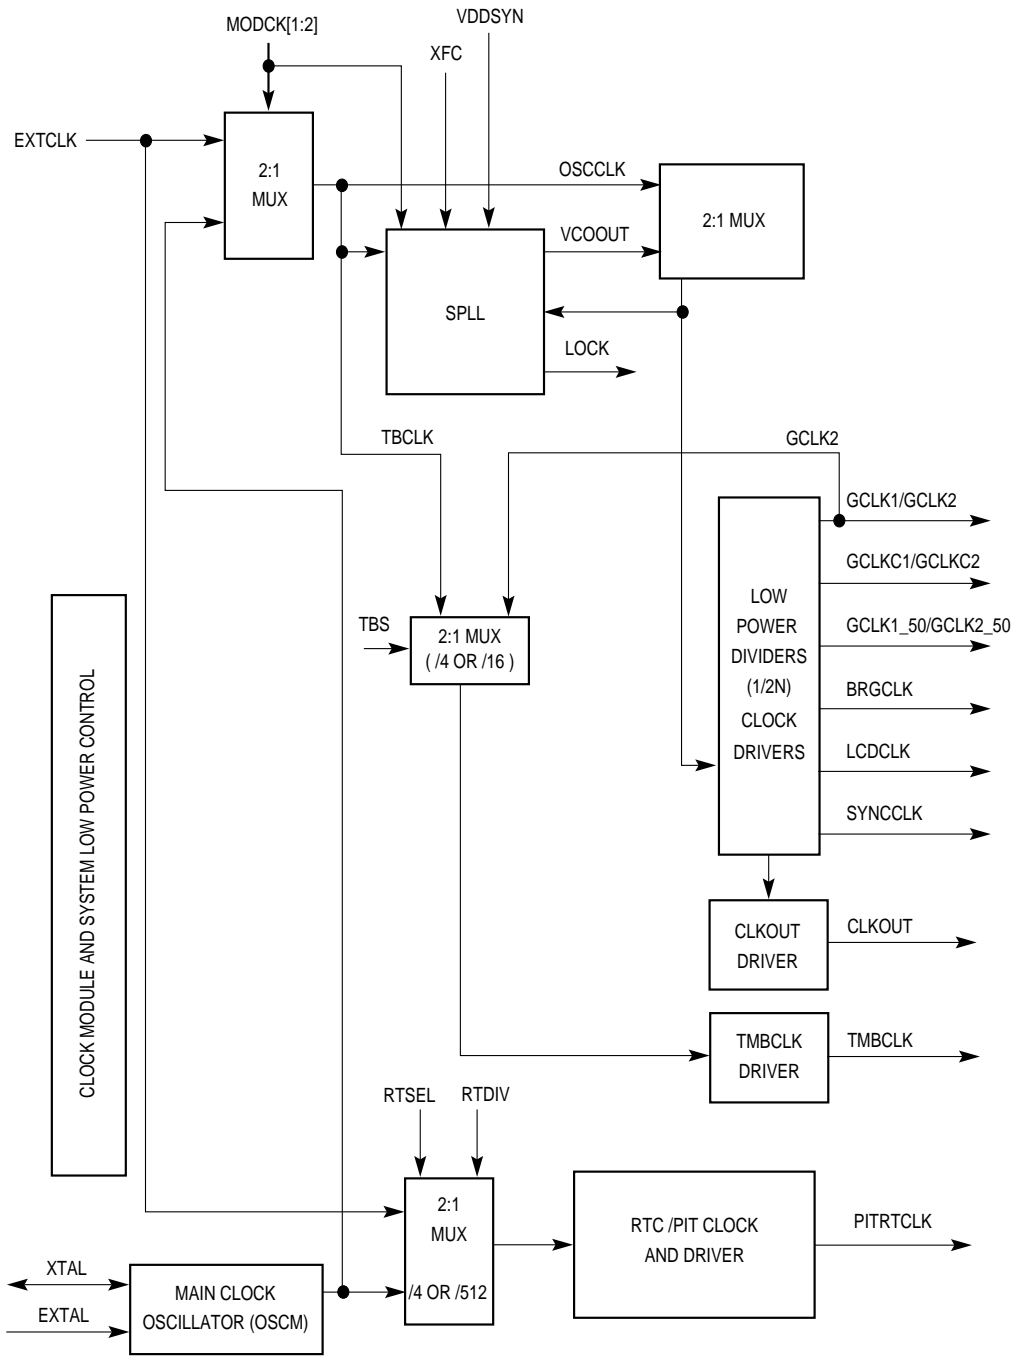 VDDSYN
MODCK[1:2]
XFC
EXTCLK
2:1
MUX
OSCCLK
2:1 MUX
VCOOUT
SPLL
LOCK
TBCLK
GCLK2
GCLK1/GCLK2
GCLKC1/GCLKC2
LOW
POWER
DIVIDERS
(1/2N)
CLOCK
DRIVERS
GCLK1_50/GCLK2_50
TBS
2:1 MUX
( /4 OR /16 )
BRGCLK
LCDCLK
SYNCCLK
CLOCK MODULE AND SYSTEM LOW POWER CONTROL
CLKOUT
DRIVER
CLKOUT
TMBCLK
DRIVER
TMBCLK
RTSEL
RTDIV
2:1
MUX
/4 OR /512
RTC /PIT CLOCK
AND DRIVER
PITRTCLK
XTAL
EXTAL
MAIN CLOCK
OSCILLATOR (OSCM)